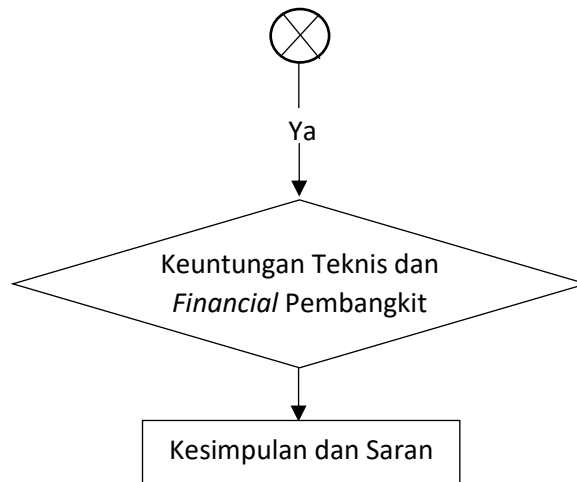 Ya
Keuntungan Teknis dan
Financial Pembangkit
Kesimpulan dan Saran